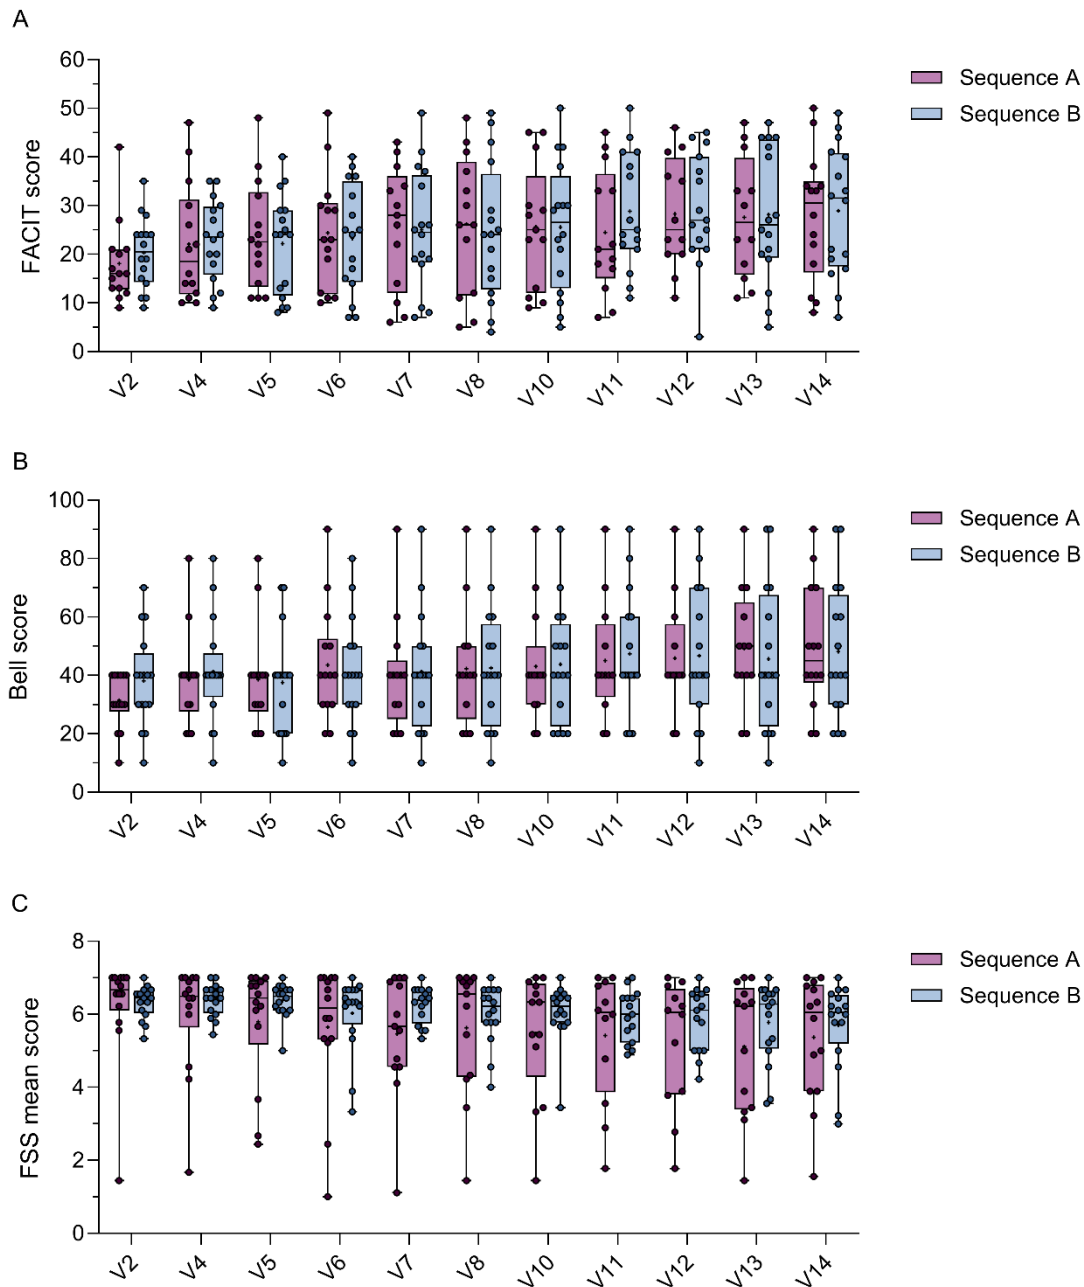 A
60
50
40
30
20
10
0
FACIT score
Sequence A
Sequence B
V2 V4 V5 V6 V7 V8 V10 V11 V12 V13 V14
B
100
80
60
40
20
0
Bell score
Sequence A
Sequence B
V2 V4 V5 V6 V7 V8 V10 V11 V12 V13 V14
C
8
6
4
2
0
FSS mean score
Sequence A
Sequence B
V2 V4 V5 V6 V7 V8 V10 V11 V12 V13 V14